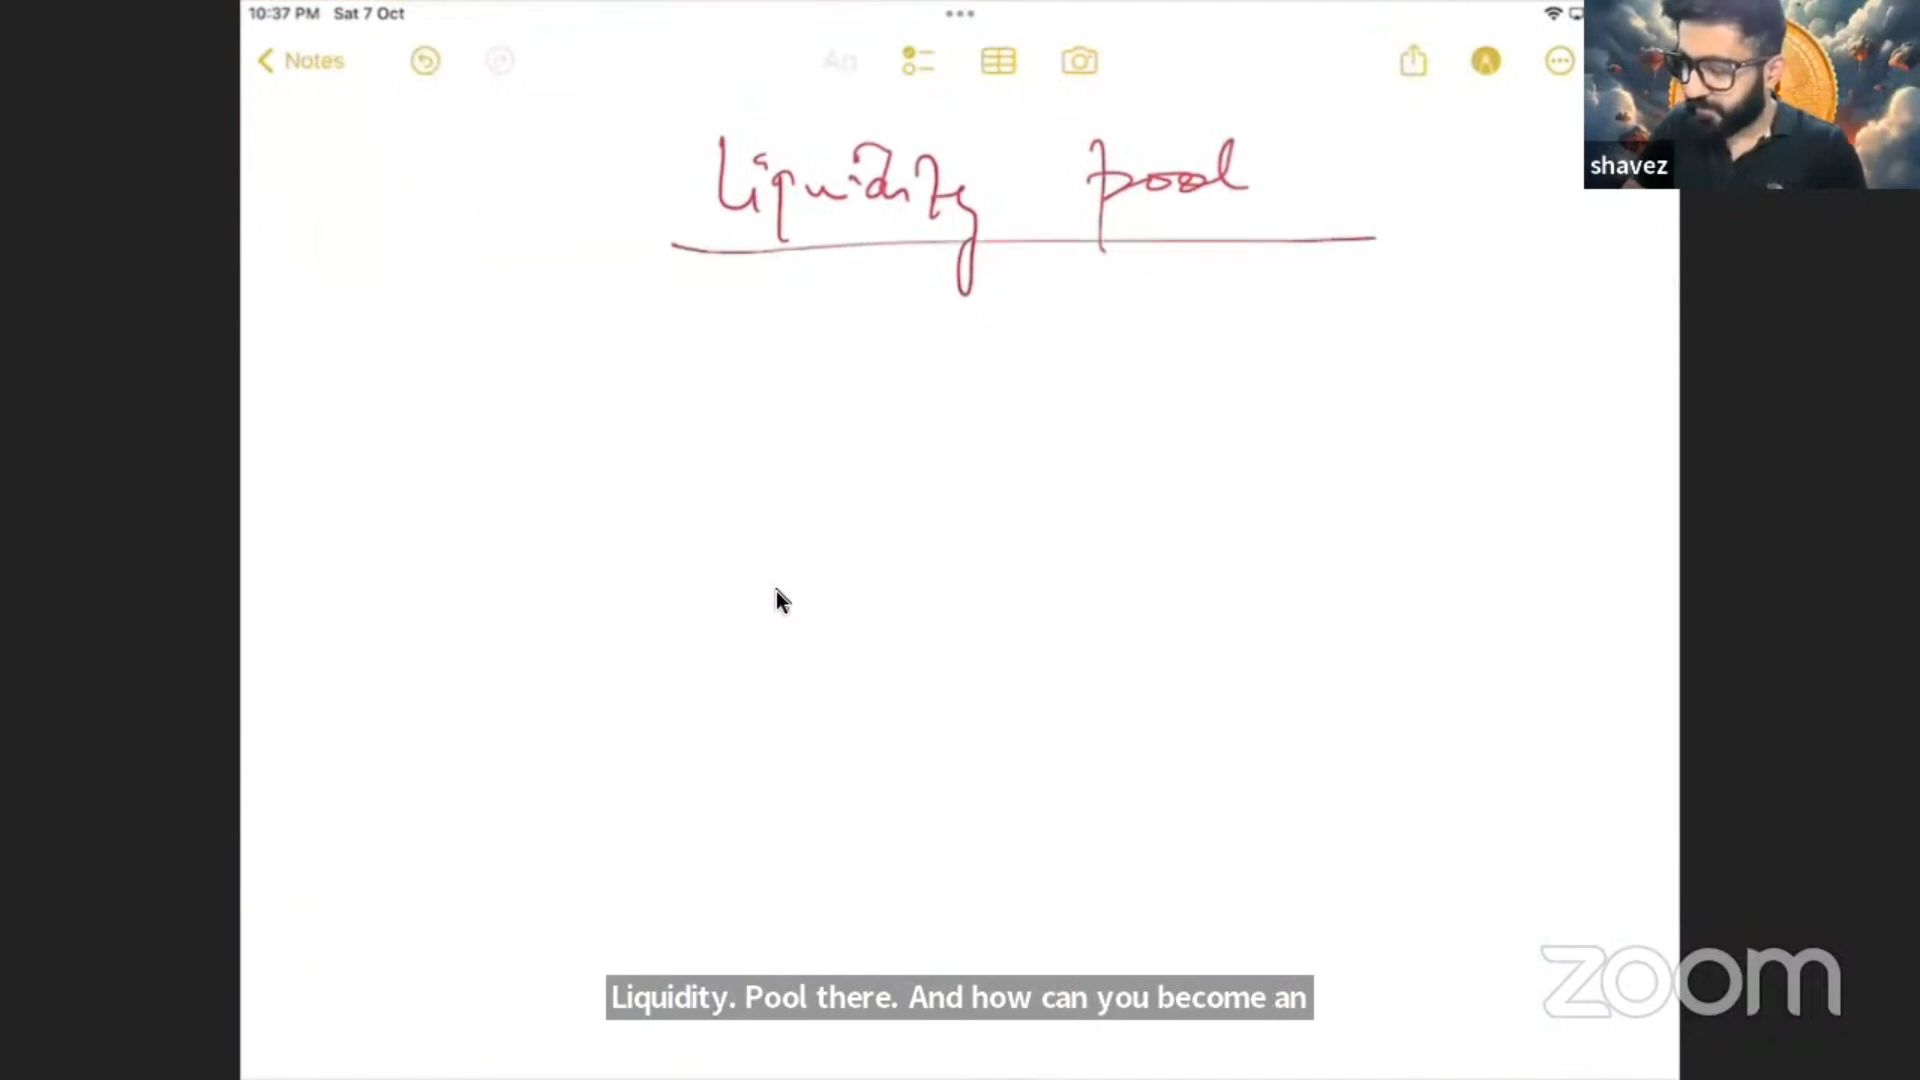 10:37 PM Sat 7 Oct
Notes
Aa
Liquidity pool
shavez
Liquidity. Pool there. And how can you become an
zoom